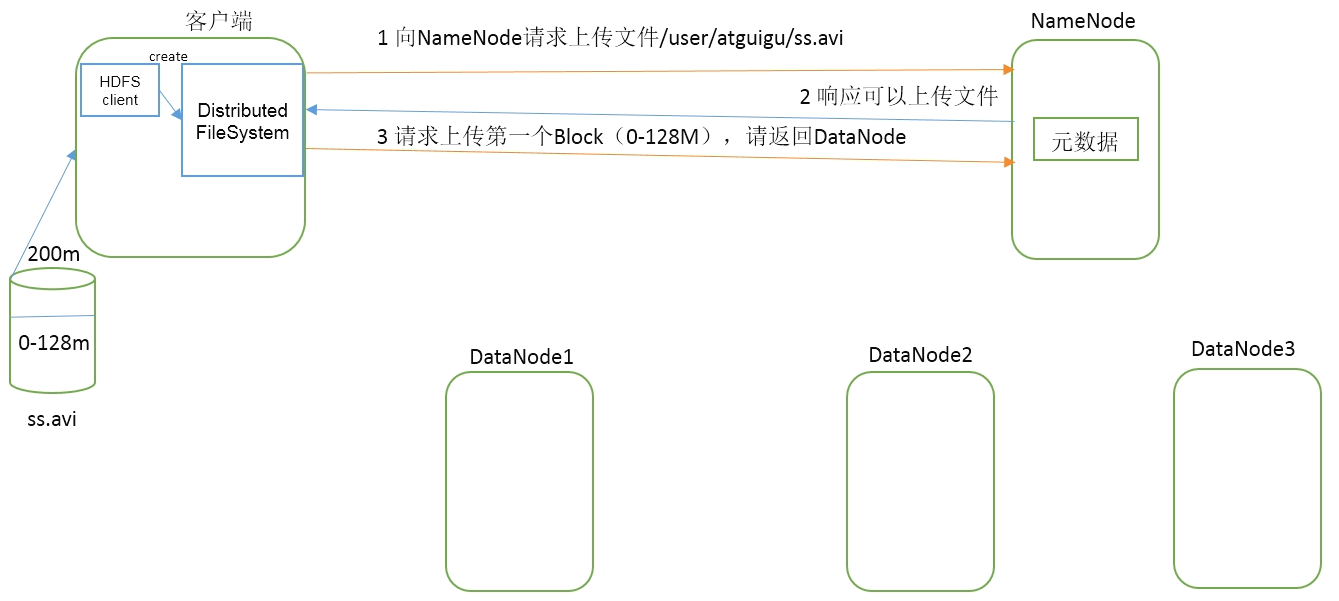 客户端
NameNode
1 向NameNode请求上传文件/user/atguigu/ss.avi
create
HDFS
client
Distributed
FileSystem
2 响应可以上传文件
3 请求上传第一个Block（0-128M），请返回DataNode
元数据
200m
0-128m
ss.avi
DataNode1
DataNode2
DataNode3